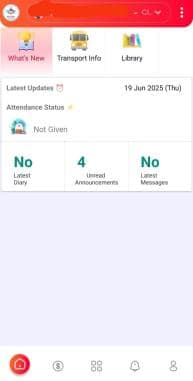 CL
What's New
Transport Info
Library
Latest Updates
19 Jun 2025 (Thu)
Attendance Status
Not Given
No
Latest
Diary
4
Unread
Announcements
No
Latest
Messages